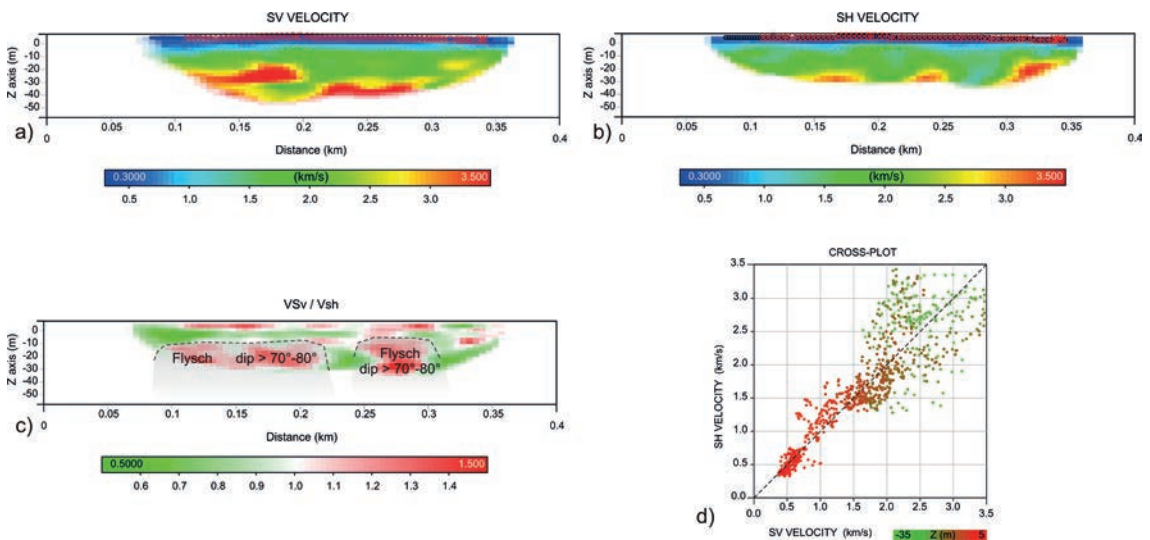 SV VELOCITY
Z axis (m)
0
-10
-20
-30
-40
-50
0
0.05
0.1
0.15
0.2
0.25
0.3
0.35
0.4
Distance (km)
a)
0.3000 (km/s) 3.500
0.5 1.0 1.5 2.0 2.5 3.0
SH VELOCITY
Z axis (m)
0
-10
-20
-30
-40
-50
0
0.05
0.1
0.15
0.2
0.25
0.3
0.35
0.4
Distance (km)
b)
0.3000 (km/s) 3.500
0.5 1.0 1.5 2.0 2.5 3.0
VSv / Vsh
Z axis (m)
0
-10
-20
-30
-40
-50
Flysch dip > 70°-80°
Flysch
dip > 70°-80°
0
0.05
0.1
0.15
0.2
0.25
0.3
0.35
0.4
Distance (km)
c)
0.5000 1.500
0.6 0.7 0.8 0.9 1.0 1.1 1.2 1.3 1.4
CROSS-PLOT
SH VELOCITY (km/s)
3.5
3.0
2.5
2.0
1.5
1.0
0.5
0.0
0.0 0.5 1.0 1.5 2.0 2.5 3.0 3.5
d)
SV VELOCITY (km/s)
-35 Z (m) 5